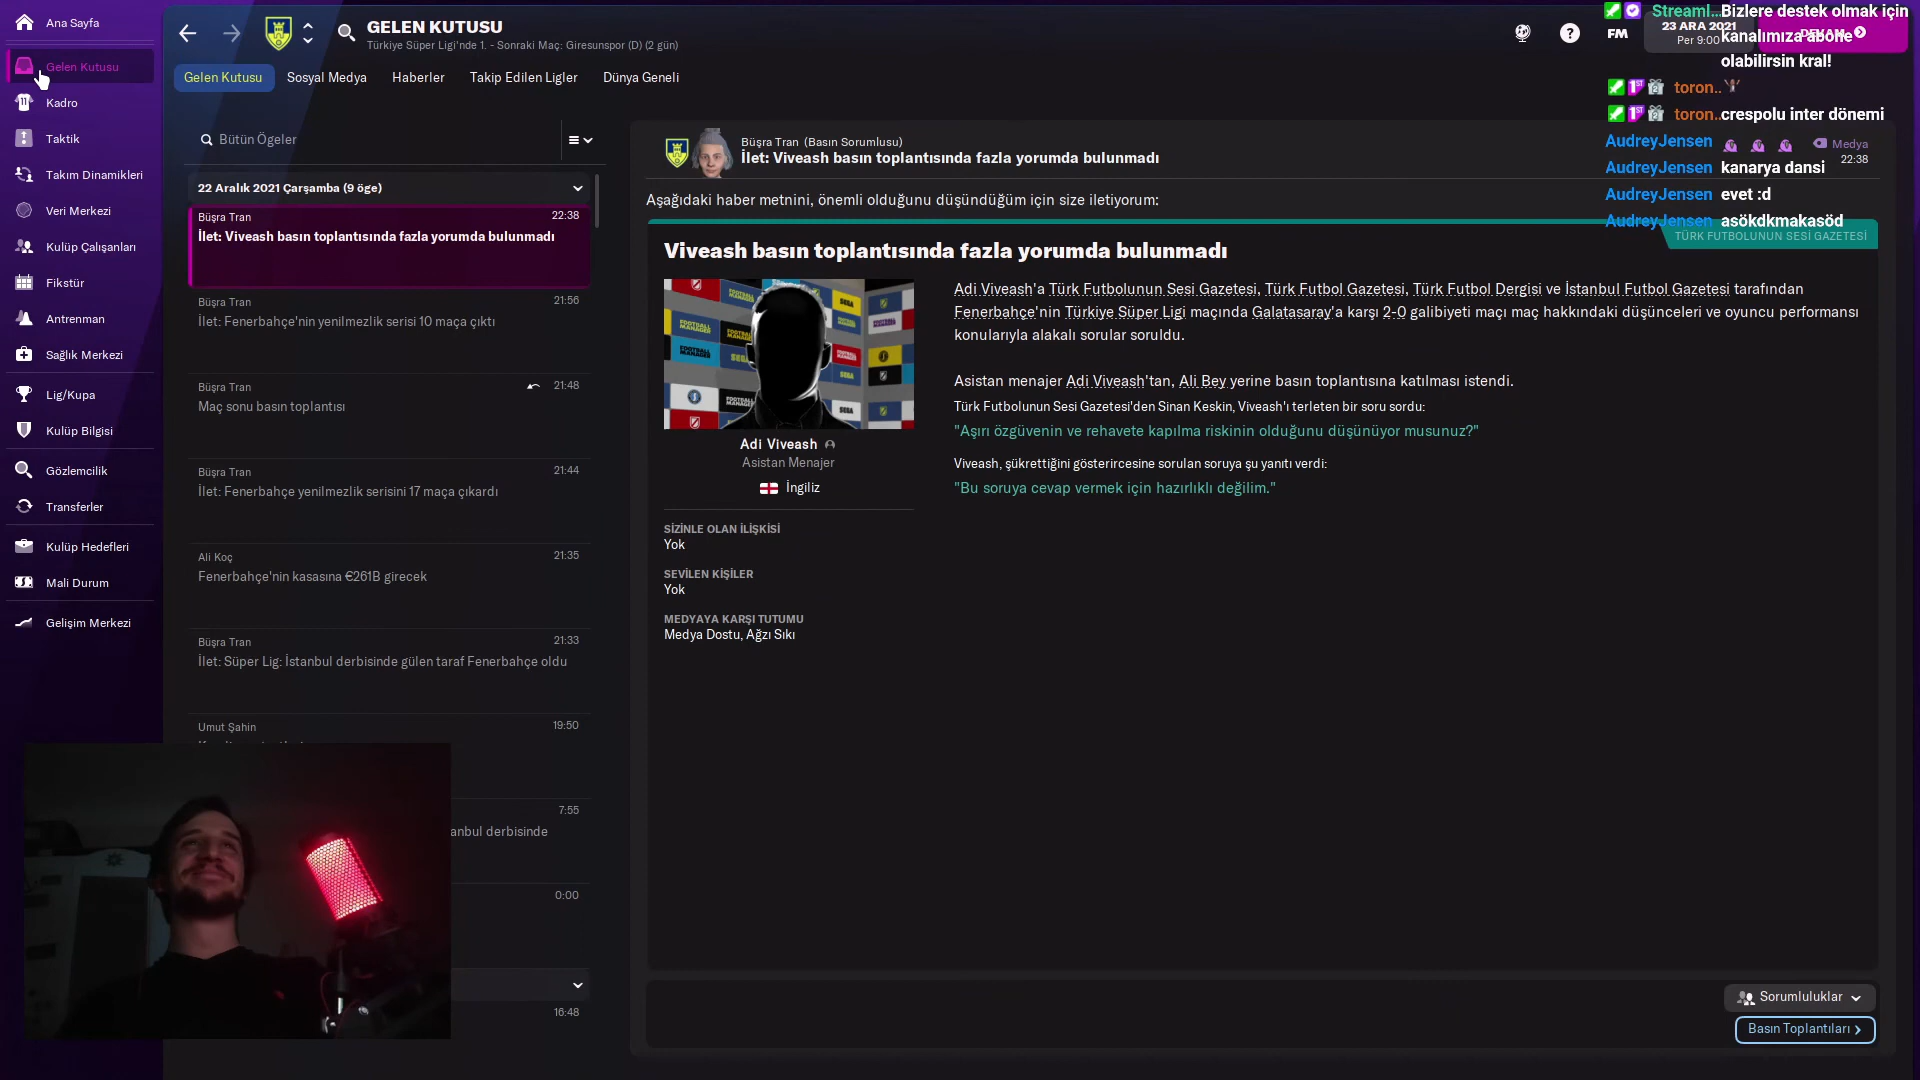 Ana Sayfa
Gelen Kutusu
Kadro
Taktik
Takım Dinamikleri
Veri Merkezi
Kulüp Çalışanları
Fikstür
Antrenman
Sağlık Merkezi
Lig/Kupa
Kulüp Bilgisi
Gözlemcilik
Transferler
Kulüp Hedefleri
Mali Durum
Gelişim Merkezi
GELEN KUTUSU
Türkiye Süper Ligi'nde 1. - Sonraki Maç: Giresunspor (D) (2 gün)
FM
23 ARA 2021
Per 9:00
Gelen Kutusu
Sosyal Medya
Haberler
Takip Edilen Ligler
Dünya Geneli
Bütün Ögeler
22 Aralık 2021 Çarşamba (9 öge)
Büşra Tran 22:38
İlet: Viveash basın toplantısında fazla yorumda bulunmadı
Büşra Tran 21:56
İlet: Fenerbahçe'nin yenilmezlik serisi 10 maça çıktı
Büşra Tran 21:48
Maç sonu basın toplantısı
Büşra Tran 21:44
İlet: Fenerbahçe yenilmezlik serisini 17 maça çıkardı
Ali Koç 21:35
Fenerbahçe'nin kasasına €261B girecek
Büşra Tran 21:33
İlet: Süper Lig: İstanbul derbisinde gülen taraf Fenerbahçe oldu
Umut Şahin 19:50
7:55
anbul derbisinde
0:00
16:48
Büşra Tran (Basın Sorumlusu)
İlet: Viveash basın toplantısında fazla yorumda bulunmadı
Medya
22:38
Aşağıdaki haber metnini, önemli olduğunu düşündüğüm için size iletiyorum:
TÜRK FUTBOLUNUN SESİ GAZETESİ
Viveash basın toplantısında fazla yorumda bulunmadı
Adi Viveash
Asistan Menajer
İngiliz
SİZİNLE OLAN İLİŞKİSİ
Yok
SEVİLEN KİŞİLER
Yok
MEDYAYA KARŞI TUTUMU
Medya Dostu, Ağzı Sıkı
Adi Viveash'a Türk Futbolunun Sesi Gazetesi, Türk Futbol Gazetesi, Türk Futbol Dergisi ve İstanbul Futbol Gazetesi tarafından
Fenerbahçe'nin Türkiye Süper Ligi maçında Galatasaray'a karşı 2-0 galibiyeti maçı maç hakkındaki düşünceleri ve oyuncu performansı
konularıyla alakalı sorular soruldu.
Asistan menajer Adi Viveash'tan, Ali Bey yerine basın toplantısına katılması istendi.
Türk Futbolunun Sesi Gazetesi'den Sinan Keskin, Viveash'ı terleten bir soru sordu:
"Aşırı özgüvenin ve rehavete kapılma riskinin olduğunu düşünüyor musunuz?"
Viveash, şükrettiğini gösterircesine sorulan soruya şu yanıtı verdi:
"Bu soruya cevap vermek için hazırlıklı değilim."
Sorumluluklar
Basın Toplantıları
Streaml... Bizlere destek olmak için
kanalımıza abone
olabilirsin kral!
toron..
toron.. crespolu inter dönemi
AudreyJensen
AudreyJensen kanarya dansi
AudreyJensen evet :d
AudreyJensen asökdkmakasöd